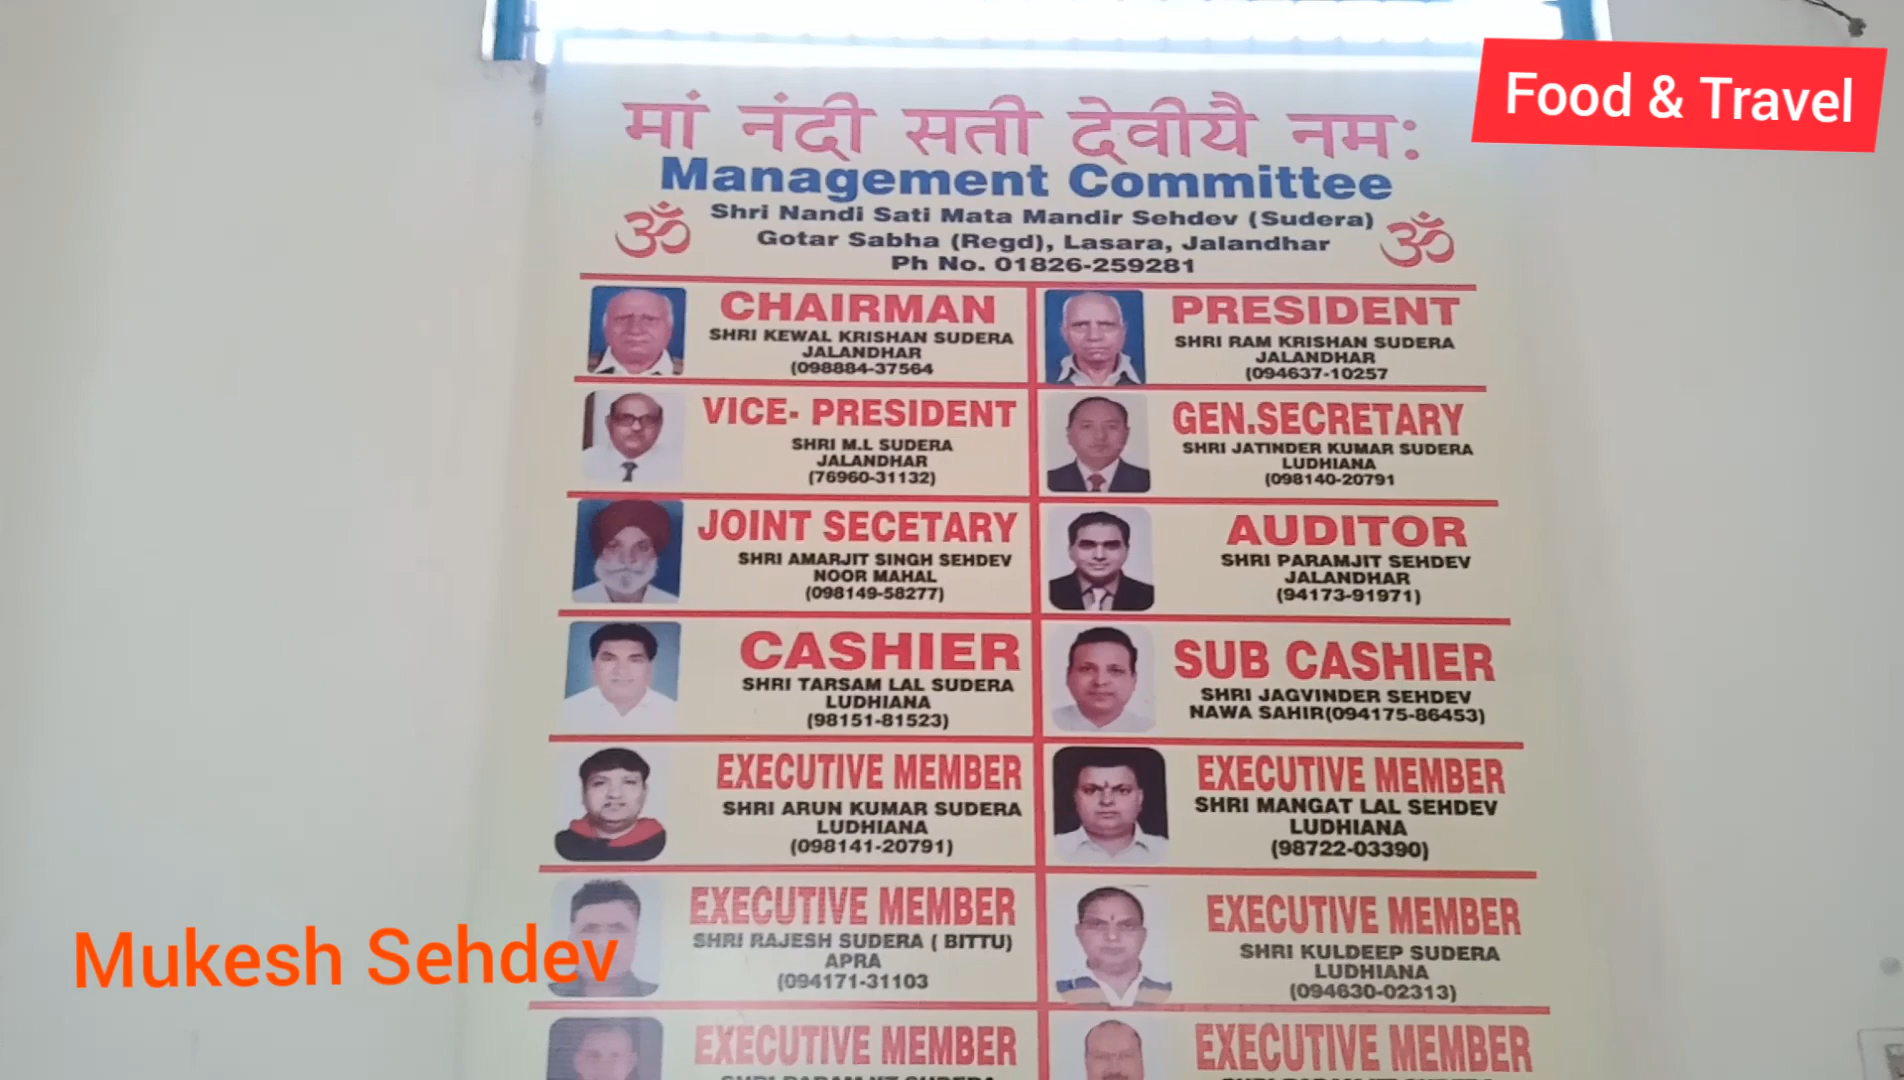 Food & Travel
मां नंदी सती देवीयै नमः
Management Committee
ॐ
Shri Nandi Sati Mata Mandir Sehdev (Sudera)
Gotar Sabha (Regd), Lasara, Jalandhar
Ph No. 01826-259281
ॐ
CHAIRMAN
SHRI KEWAL KRISHAN SUDERA
JALANDHAR
(098884-37564
PRESIDENT
SHRI RAM KRISHAN SUDERA
JALANDHAR
(094637-10257
VICE- PRESIDENT
SHRI M.L SUDERA
JALANDHAR
(76960-31132)
GEN.SECRETARY
SHRI JATINDER KUMAR SUDERA
LUDHIANA
(098140-20791
JOINT SECETARY
SHRI AMARJIT SINGH SEHDEV
NOOR MAHAL
(098149-58277)
AUDITOR
SHRI PARAMJIT SEHDEV
JALANDHAR
(94173-91971)
CASHIER
SHRI TARSAM LAL SUDERA
LUDHIANA
(98151-81523)
SUB CASHIER
SHRI JAGVINDER SEHDEV
NAWA SAHIR(094175-86453)
EXECUTIVE MEMBER
SHRI ARUN KUMAR SUDERA
LUDHIANA
(098141-20791)
EXECUTIVE MEMBER
SHRI MANGAT LAL SEHDEV
LUDHIANA
(98722-03390)
EXECUTIVE MEMBER
SHRI RAJESH SUDERA ( BITTU)
APRA
(094171-31103
EXECUTIVE MEMBER
SHRI KULDEEP SUDERA
LUDHIANA
(094630-02313)
Mukesh Sehdev
EXECUTIVE MEMBER
EXECUTIVE MEMBER